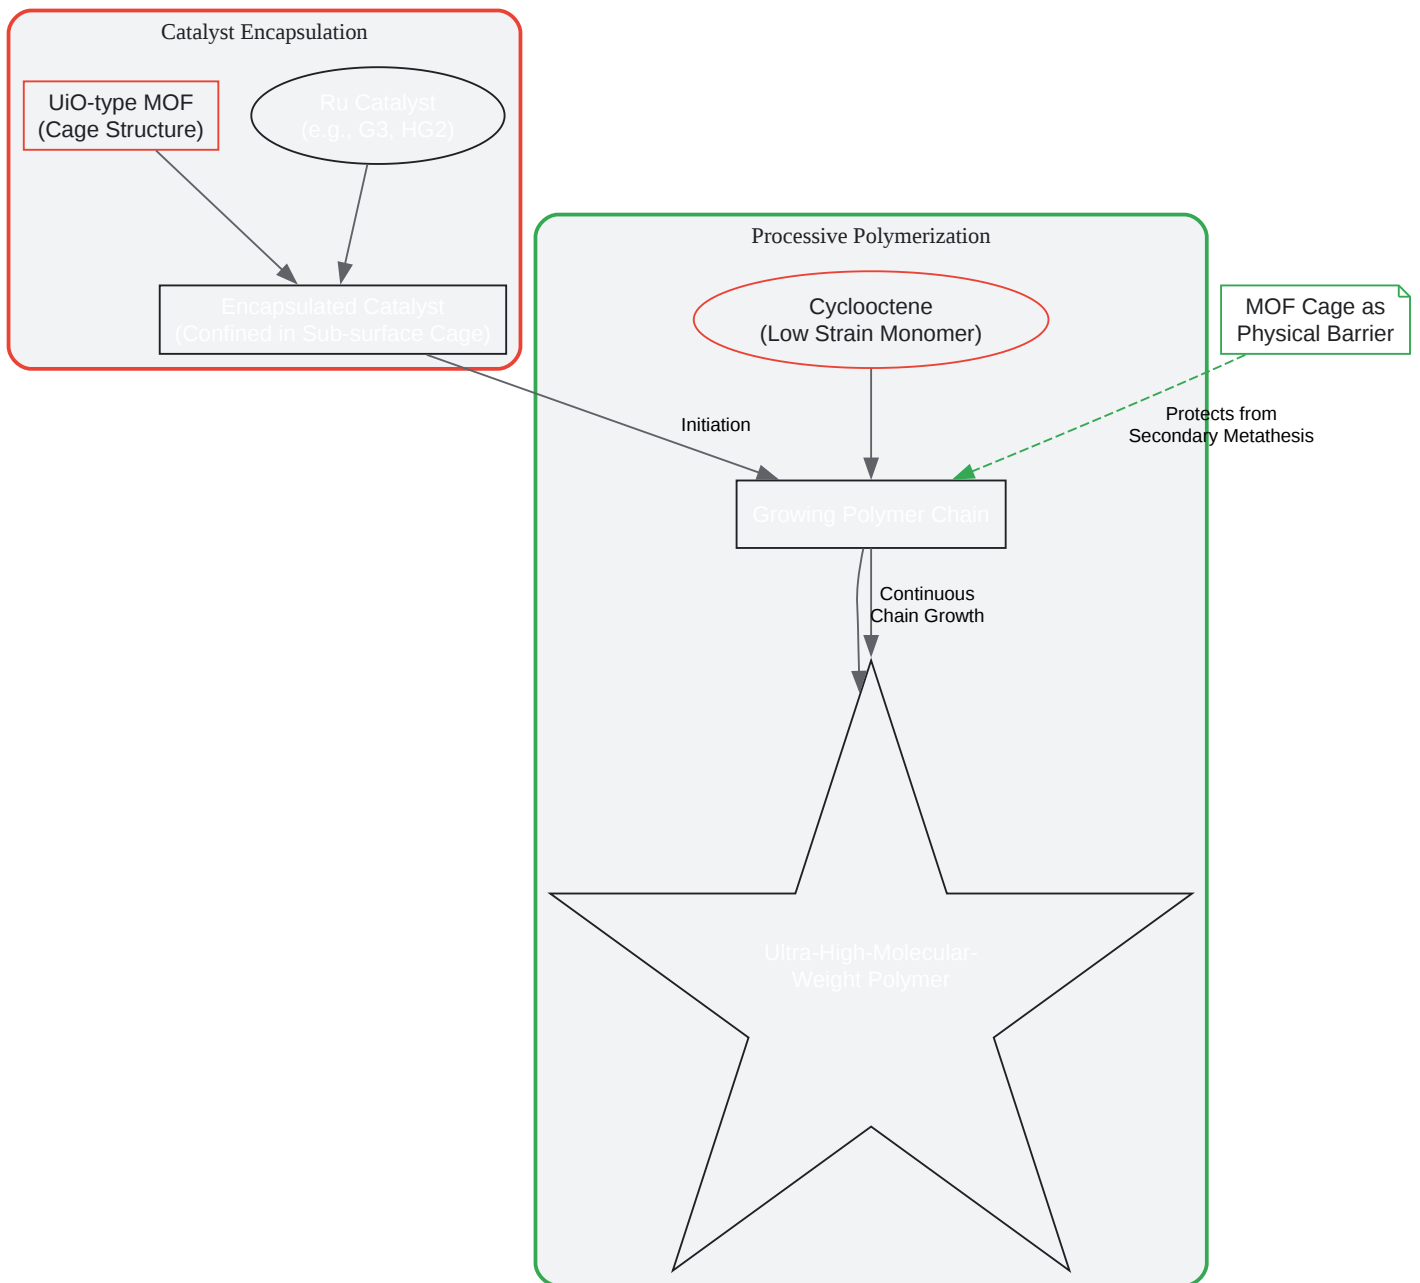 Catalyst Encapsulation
UiO-type MOF
(Cage Structure)
Ru Catalyst
(e.g., G3, HG2)
Encapsulated Catalyst
(Confined in Sub-surface Cage)
Processive Polymerization
Cyclooctene
(Low Strain Monomer)
MOF Cage as
Physical Barrier
Initiation
Protects from
Secondary Metathesis
Growing Polymer Chain
Continuous
Chain Growth
Ultra-High-Molecular-
Weight Polymer